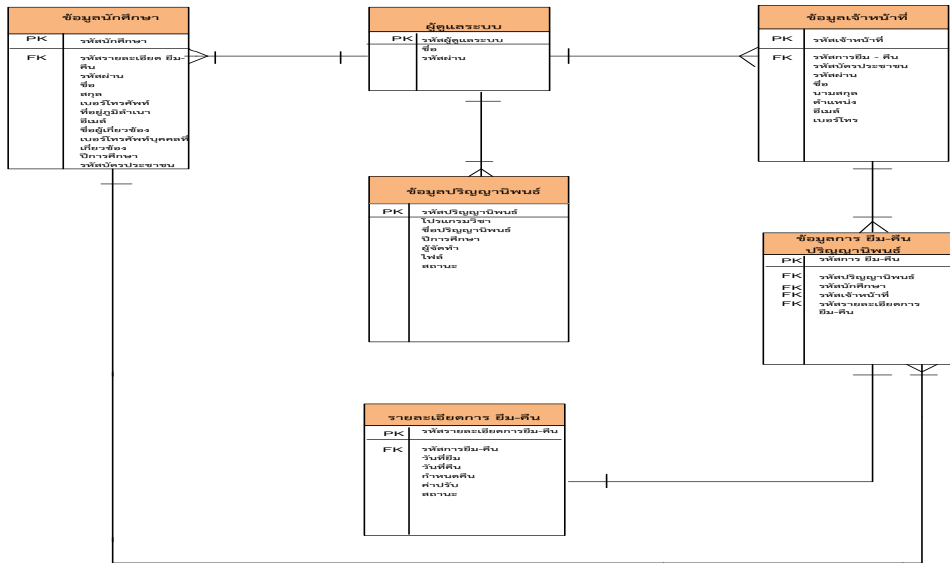 ข้อมูลนักศึกษา
PK รหัสนักศึกษา
FK รหัสรายละเอียด ยืม-
คืน
รหัสผ่าน
ชื่อ
สกุล
เบอร์โทรศัพท์
ที่อยู่ภูมิลำเนา
อีเมล์
ชื่อผู้เกี่ยวข้อง
เบอร์โทรศัพท์บุคคลที่
เกี่ยวข้อง
ปีการศึกษา
รหัสบัตรประชาชน
ผู้ดูแลระบบ
PK รหัสผู้ดูแลระบบ
ชื่อ
รหัสผ่าน
ข้อมูลเจ้าหน้าที่
PK รหัสเจ้าหน้าที่
FK รหัสการยืม - คืน
รหัสบัตรประชาชน
รหัสผ่าน
ชื่อ
นามสกุล
ตำแหน่ง
อีเมล์
เบอร์โทร
ข้อมูลปริญญานิพนธ์
PK รหัสปริญญานิพนธ์
โปรแกรมวิชา
ชื่อปริญญานิพนธ์
ปีการศึกษา
ผู้จัดทำ
ไฟล์
สถานะ
ข้อมูลการ ยืม-คืน
ปริญญานิพนธ์
PK รหัสการ ยืม-คืน
FK รหัสปริญญานิพนธ์
FK รหัสนักศึกษา
FK รหัสเจ้าหน้าที่
FK รหัสรายละเอียดการ
ยืม-คืน
รายละเอียดการ ยืม-คืน
PK รหัสรายละเอียดการยืม-คืน
FK รหัสการยืม-คืน
วันที่ยืม
วันที่คืน
กำหนดคืน
ค่าปรับ
สถานะ